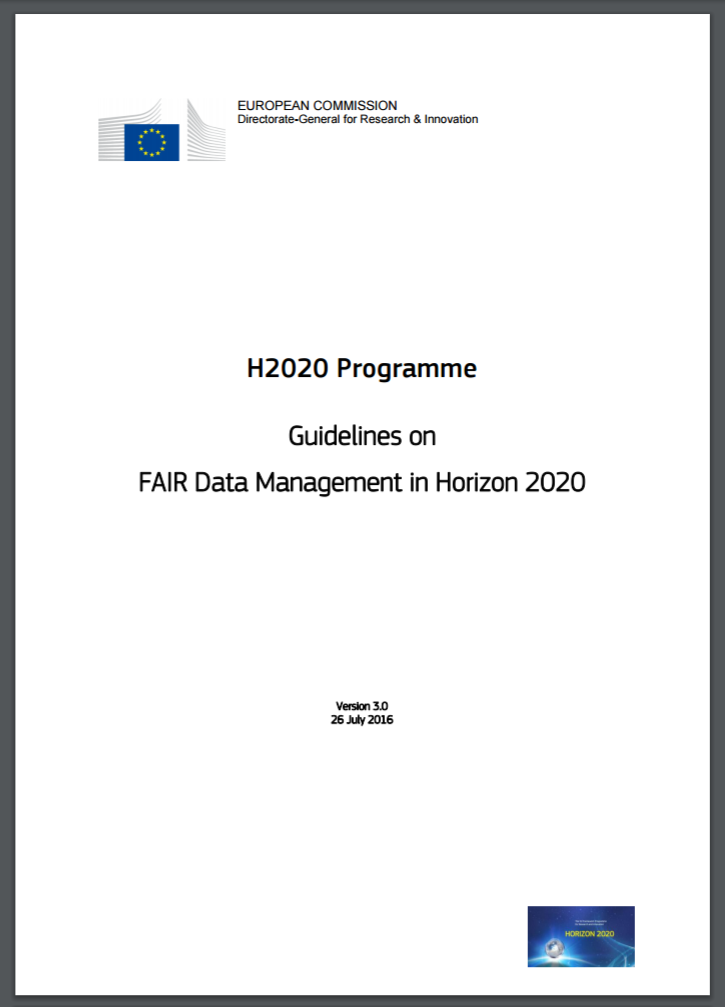 EUROPEAN COMMISSION
Directorate-General for Research & Innovation
H2020 Programme
Guidelines on
FAIR Data Management in Horizon 2020
Version 3.0
26 July 2016
HORIZON 2020